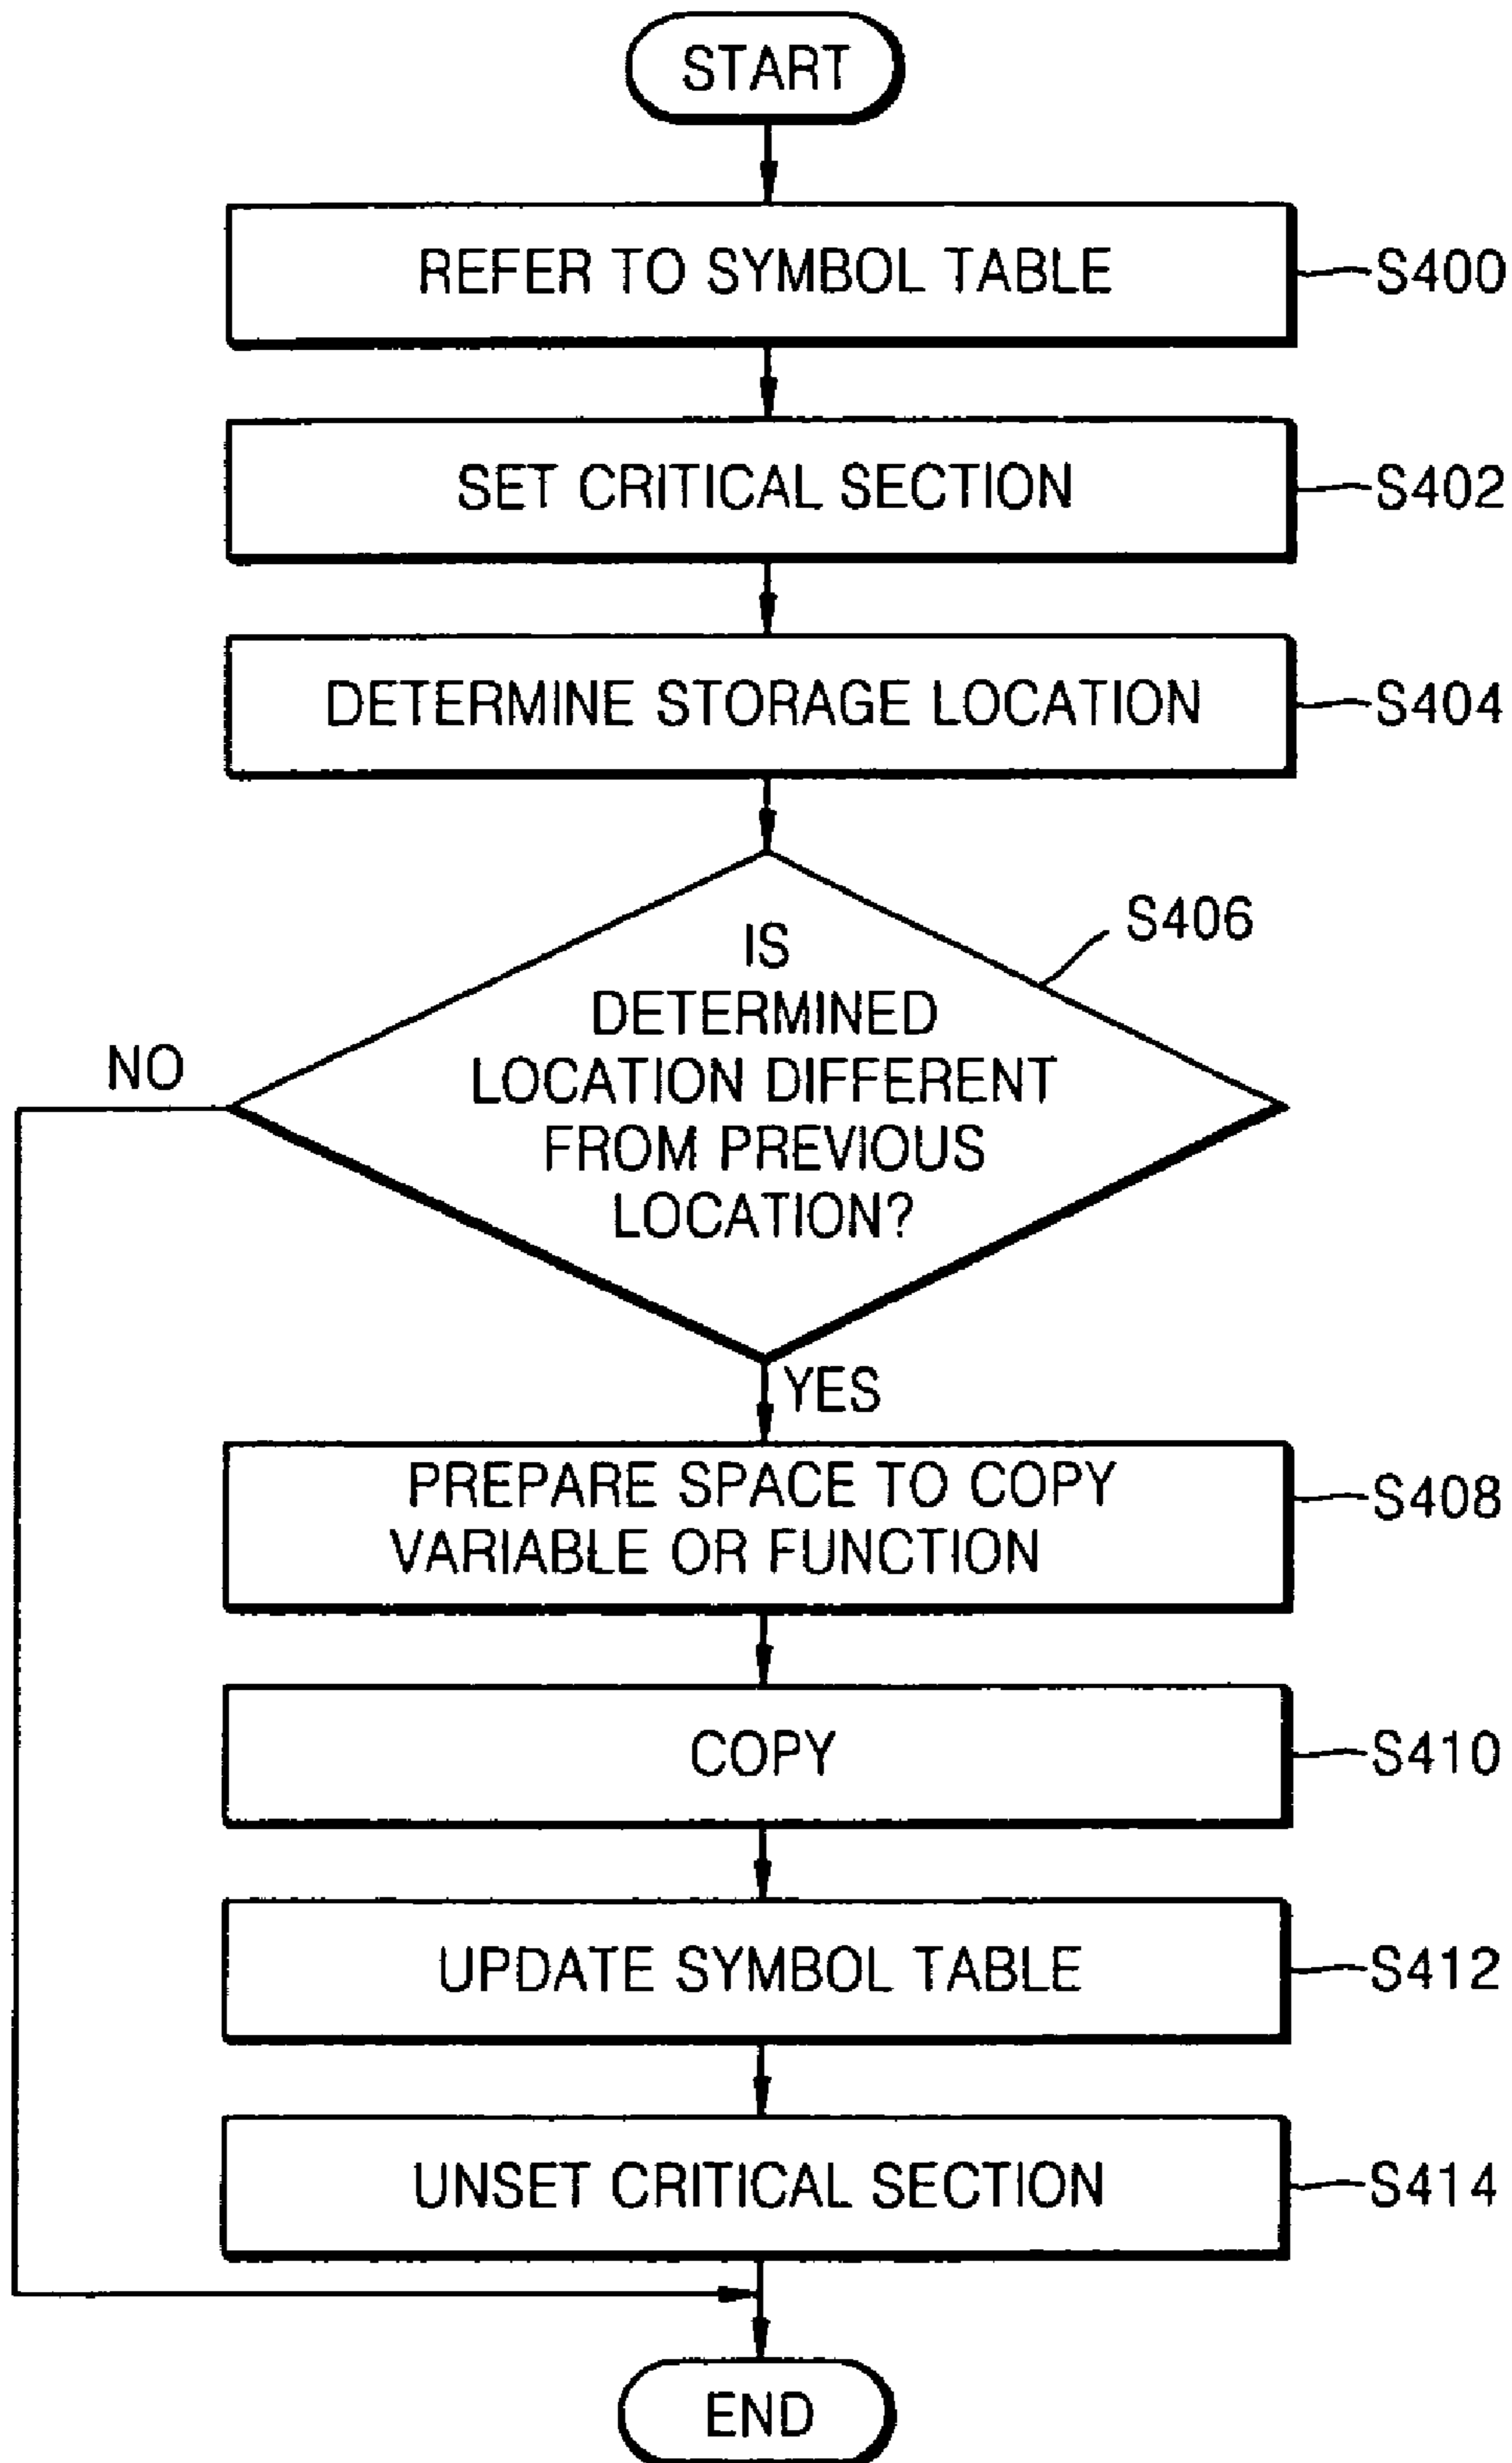 START
REFER TO SYMBOL TABLE
S400
SET CRITICAL SECTION
S402
DETERMINE STORAGE LOCATION
S404
S406
IS
DETERMINED
LOCATION DIFFERENT
FROM PREVIOUS
LOCATION?
NO
YES
PREPARE SPACE TO COPY
VARIABLE OR FUNCTION
S408
COPY
S410
UPDATE SYMBOL TABLE
S412
UNSET CRITICAL SECTION
S414
END